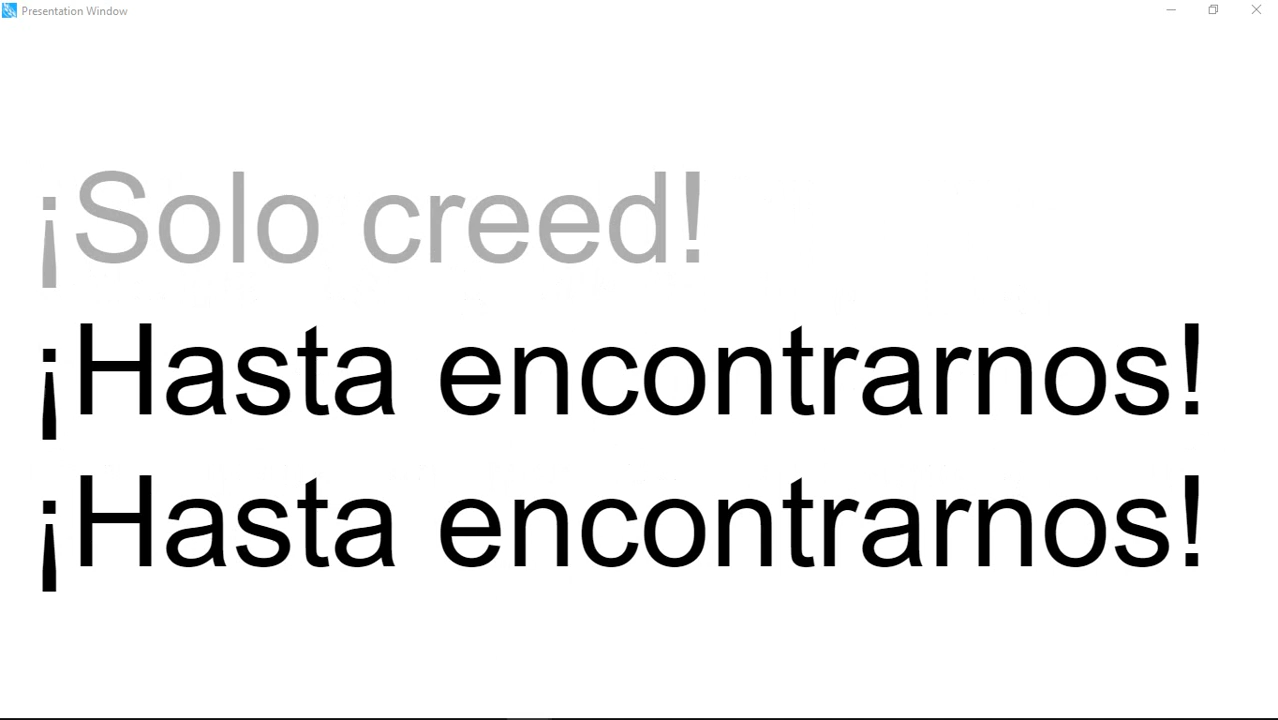 Presentation Window
¡Solo creed!
¡Hasta encontrarnos!
¡Hasta encontrarnos!